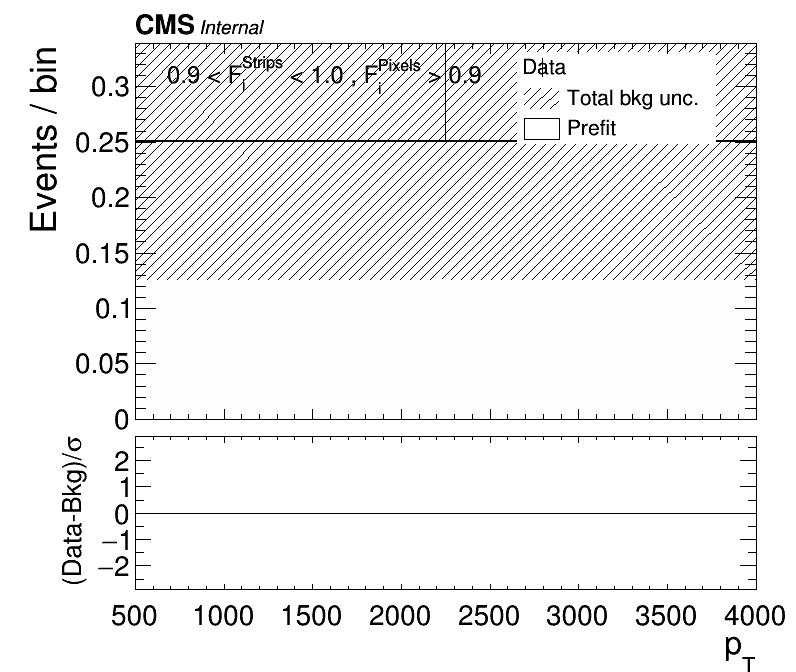 CMS Internal
Events / bin
0.9 < F_i^Strips < 1.0 , F_i^Pixels > 0.9
Data
Total bkg unc.
Prefit
0.3
0.25
0.2
0.15
0.1
0.05
0
(Data-Bkg)/σ
2
1
0
−1
−2
500 1000 1500 2000 2500 3000 3500 4000
p_T